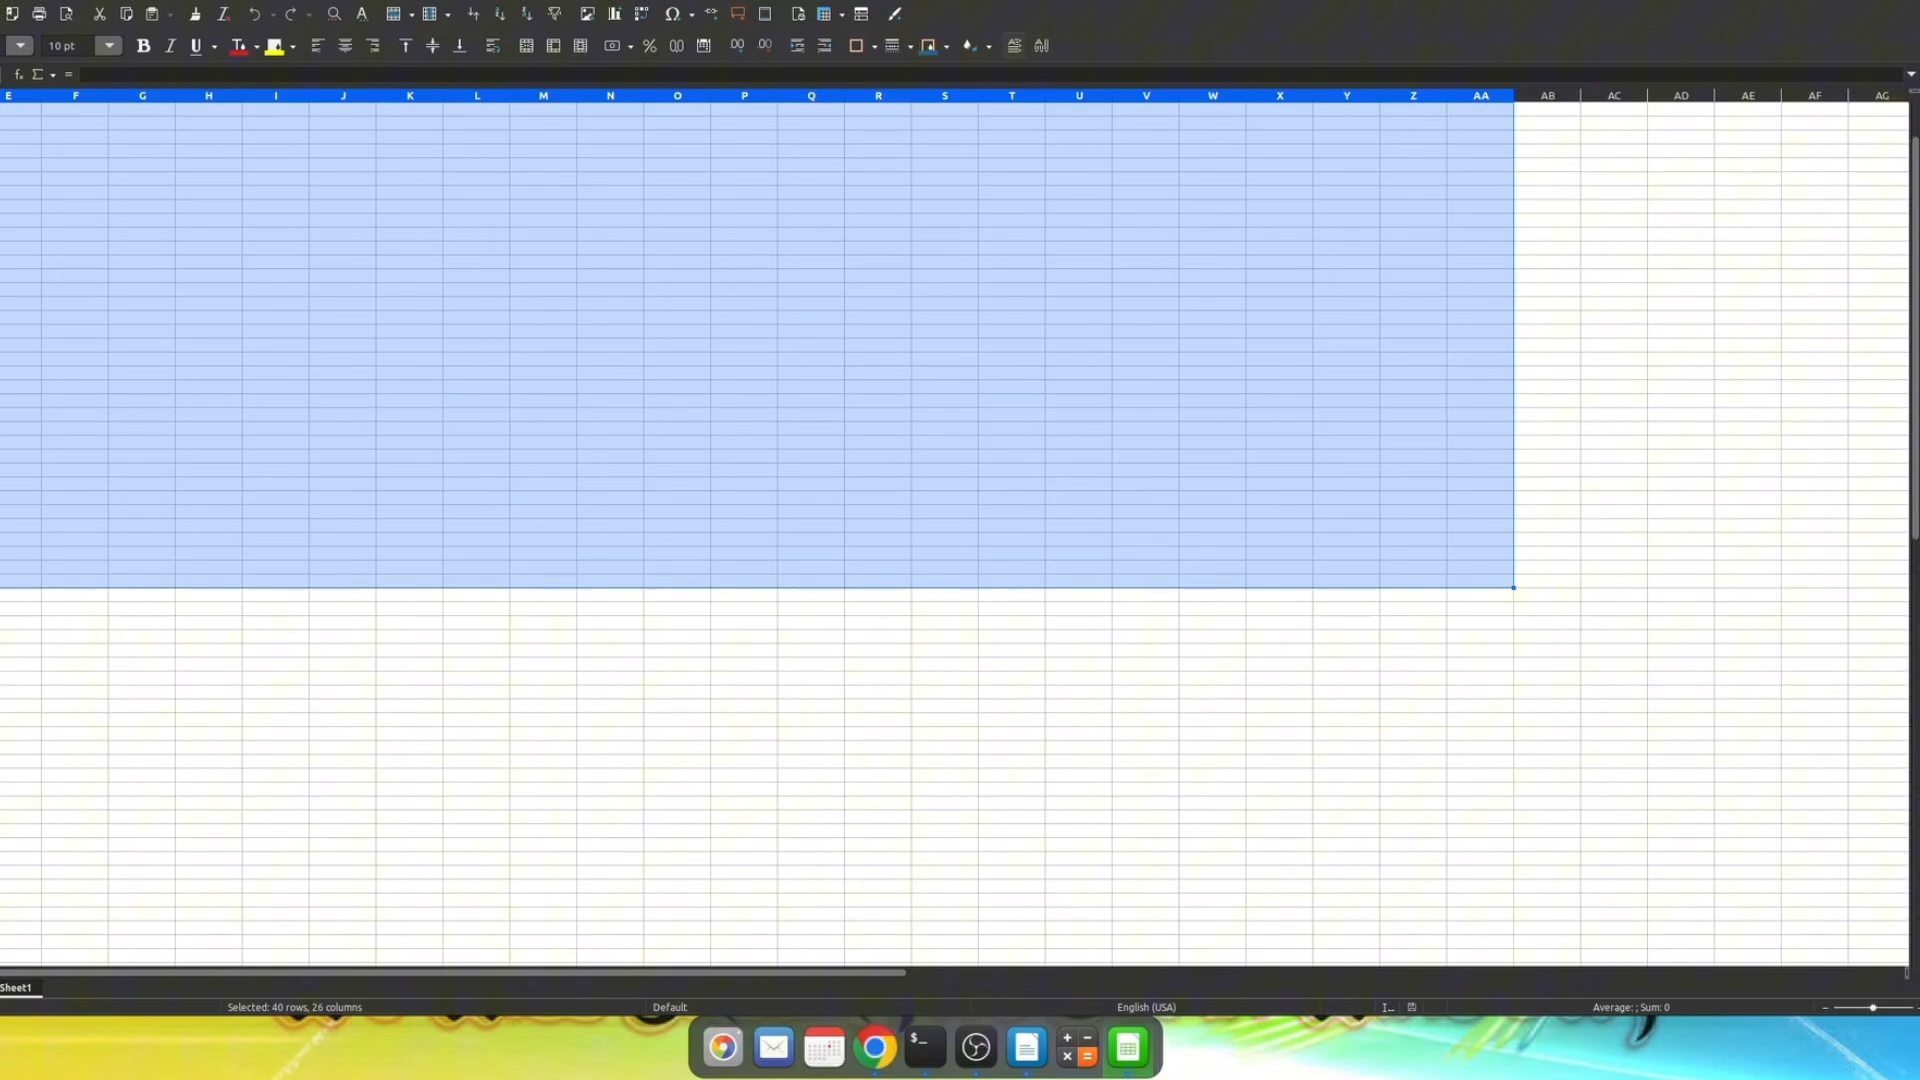 10 pt
E F G H I J K L M N O P Q R S T U V W X Y Z AA AB AC AD AE AF AG
Sheet1
Selected: 40 rows, 26 columns Default English (USA) Average: ; Sum: 0